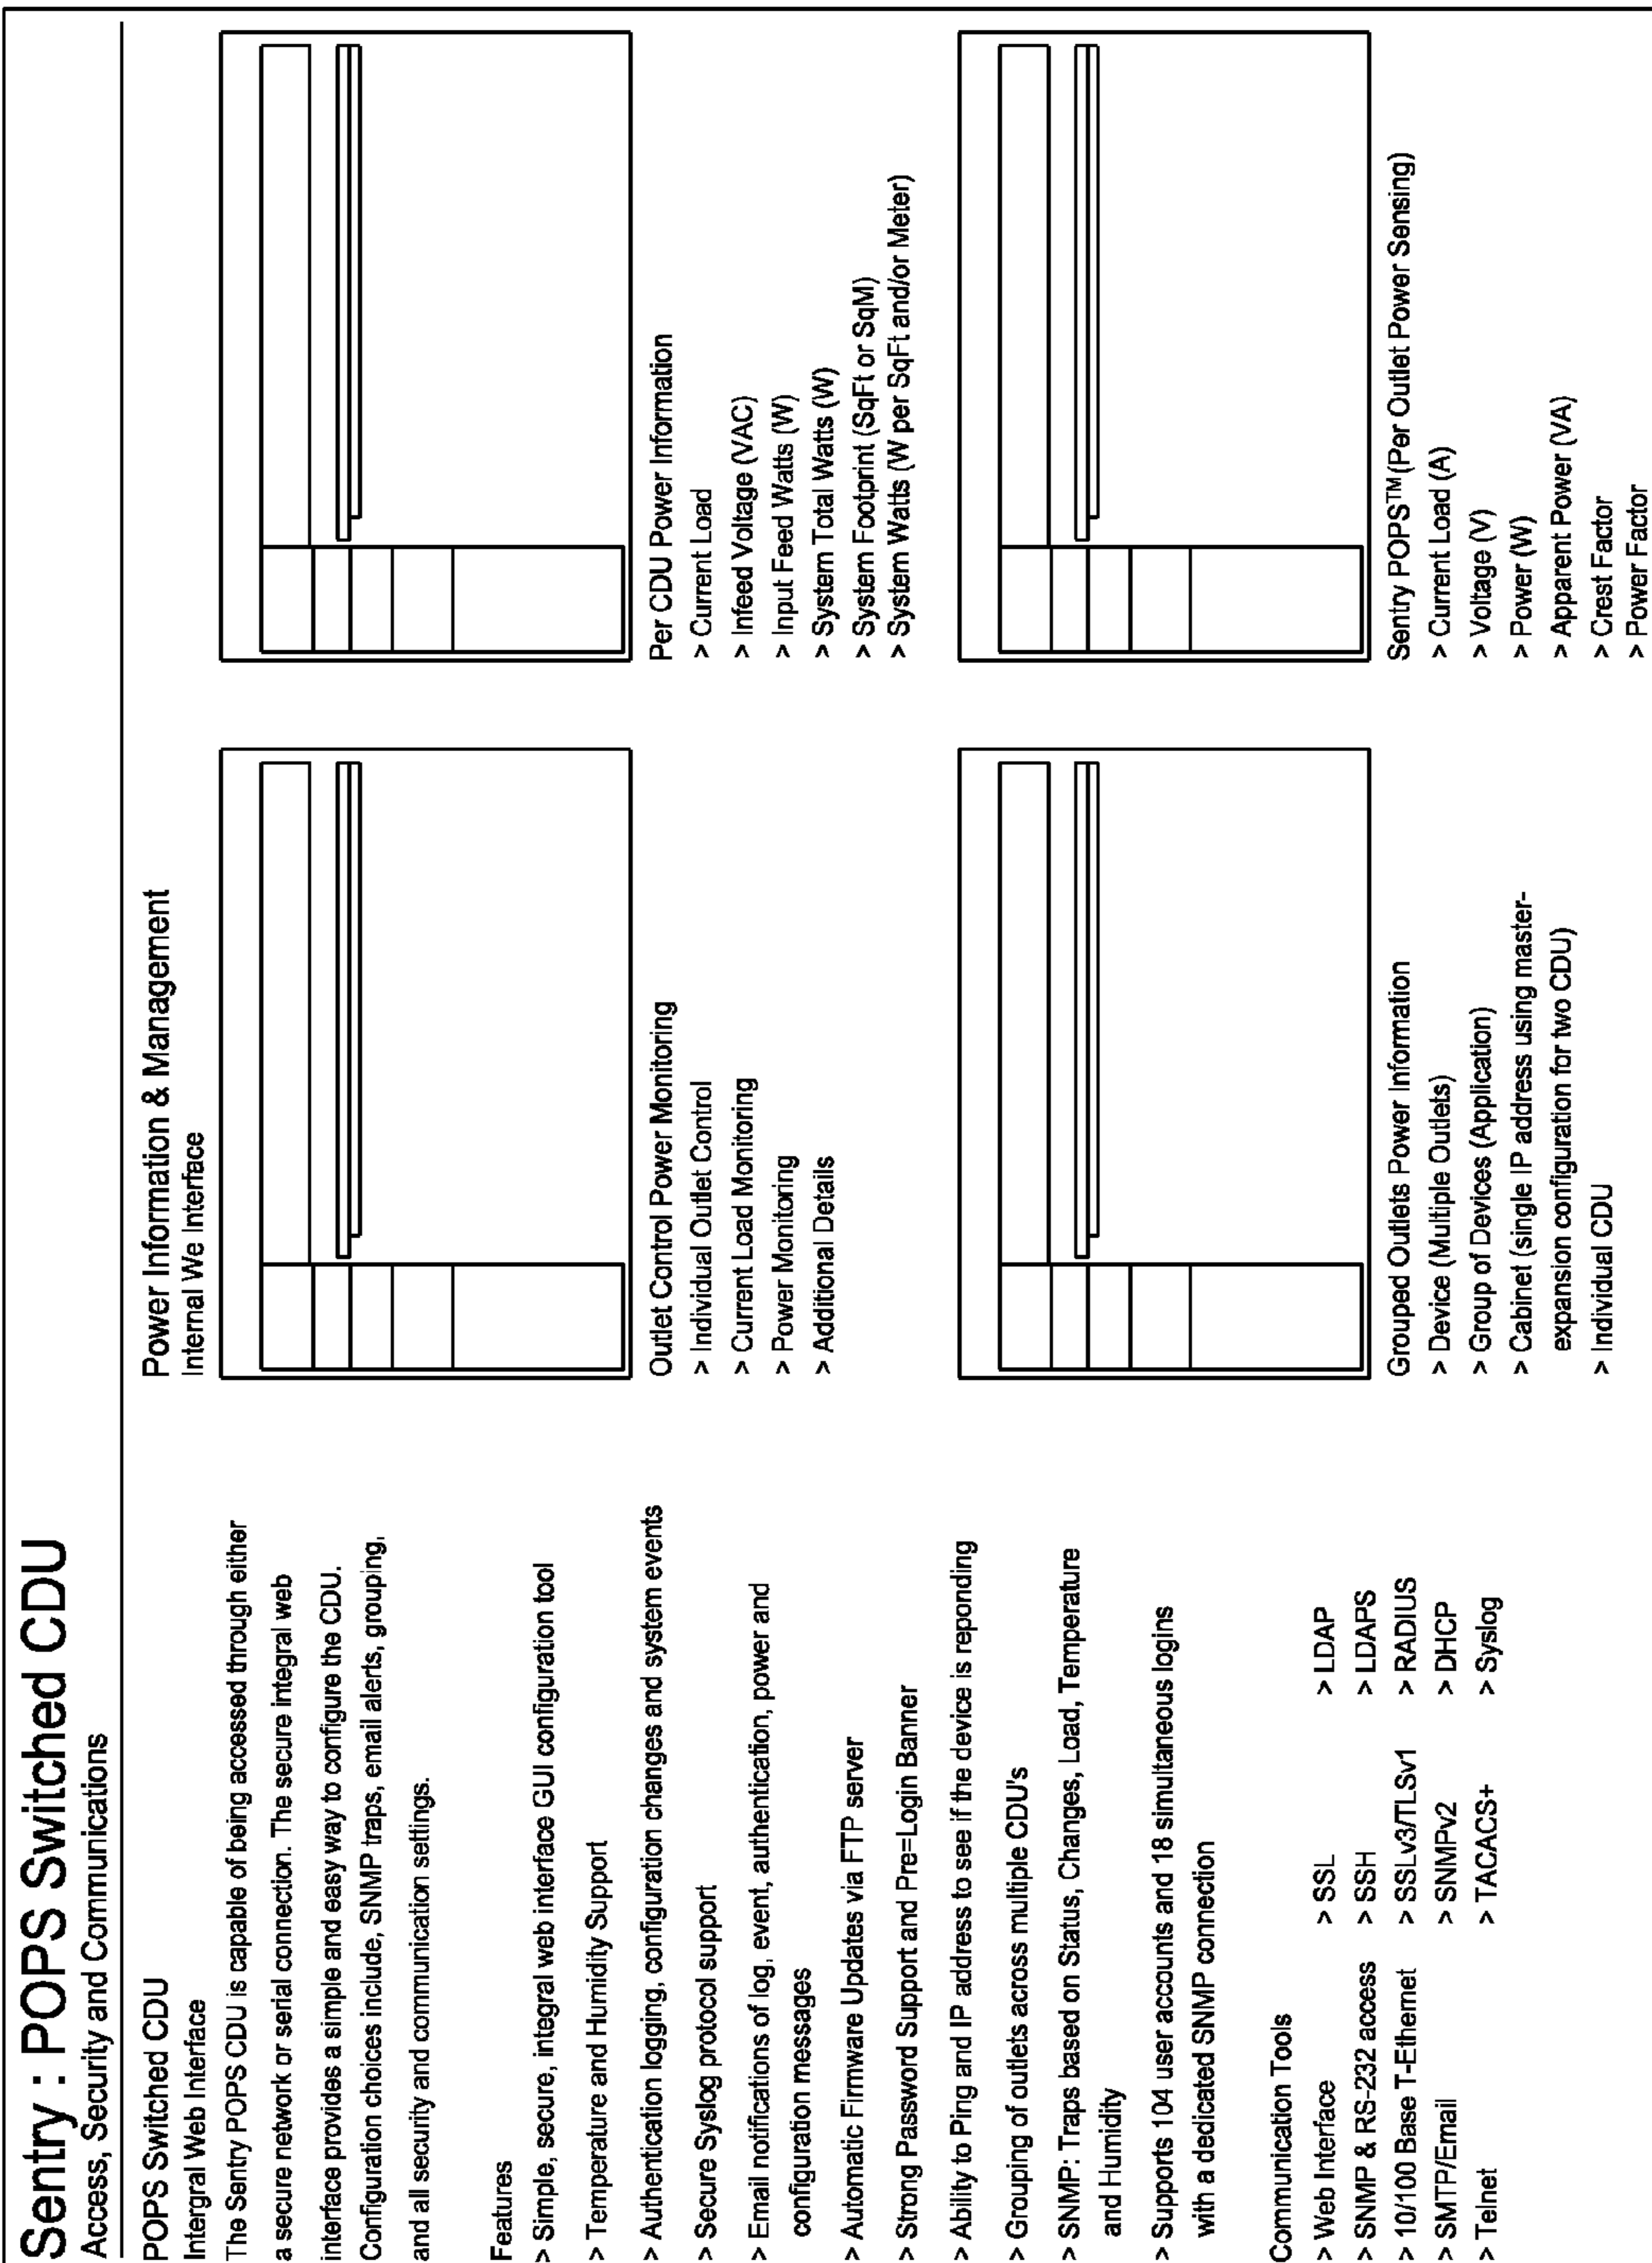 Sentry : POPS Switched CDU
Access, Security and Communications
POPS Switched CDU
Intergral Web Interface
The Sentry POPS CDU is capable of being accessed through either
a secure network or serial connection. The secure integral web
interface provides a simple and easy way to configure the CDU.
Configuration choices include, SNMP traps, email alerts, grouping,
and all security and communication settings.
Features
> Simple, secure, integral web interface GUI configuration tool
> Temperature and Humidity Support
> Authentication logging, configuration changes and system events
> Secure Syslog protocol support
> Email notifications of log, event, authentication, power and
configuration messages
> Automatic Firmware Updates via FTP server
> Strong Password Support and Pre=Login Banner
> Ability to Ping and IP address to see if the device is reponding
> Grouping of outlets across multiple CDU's
> SNMP: Traps based on Status, Changes, Load, Temperature
and Humidity
> Supports 104 user accounts and 18 simultaneous logins
with a dedicated SNMP connection
Communication Tools
> Web Interface > SSL > LDAP
> SNMP & RS-232 access > SSH > LDAPS
> 10/100 Base T-Ethernet > SSLv3/TLSv1 > RADIUS
> SMTP/Email > SNMPv2 > DHCP
> Telnet > TACACS+ > Syslog
Power Information & Management
Internal We Interface
Outlet Control Power Monitoring
> Individual Outlet Control
> Current Load Monitoring
> Power Monitoring
> Additional Details
Per CDU Power Information
> Current Load
> Infeed Voltage (VAC)
> Input Feed Watts (W)
> System Total Watts (W)
> System Footprint (SqFt or SqM)
> System Watts (W per SqFt and/or Meter)
Grouped Outlets Power Information
> Device (Multiple Outlets)
> Group of Devices (Application)
> Cabinet (single IP address using master-
expansion configuration for two CDU)
> Individual CDU
Sentry POPS™ (Per Outlet Power Sensing)
> Current Load (A)
> Voltage (V)
> Power (W)
> Apparent Power (VA)
> Crest Factor
> Power Factor